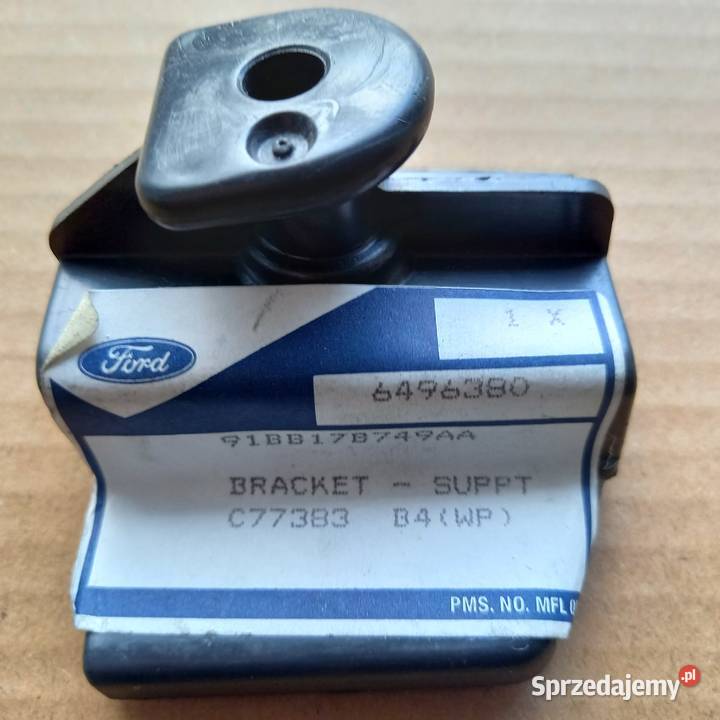 1 X
Ford
6496380
91BB17B749AA
BRACKET - SUPPT
C77383 B4(WP)
PMS. NO. MFL
Sprzedajemy.pl